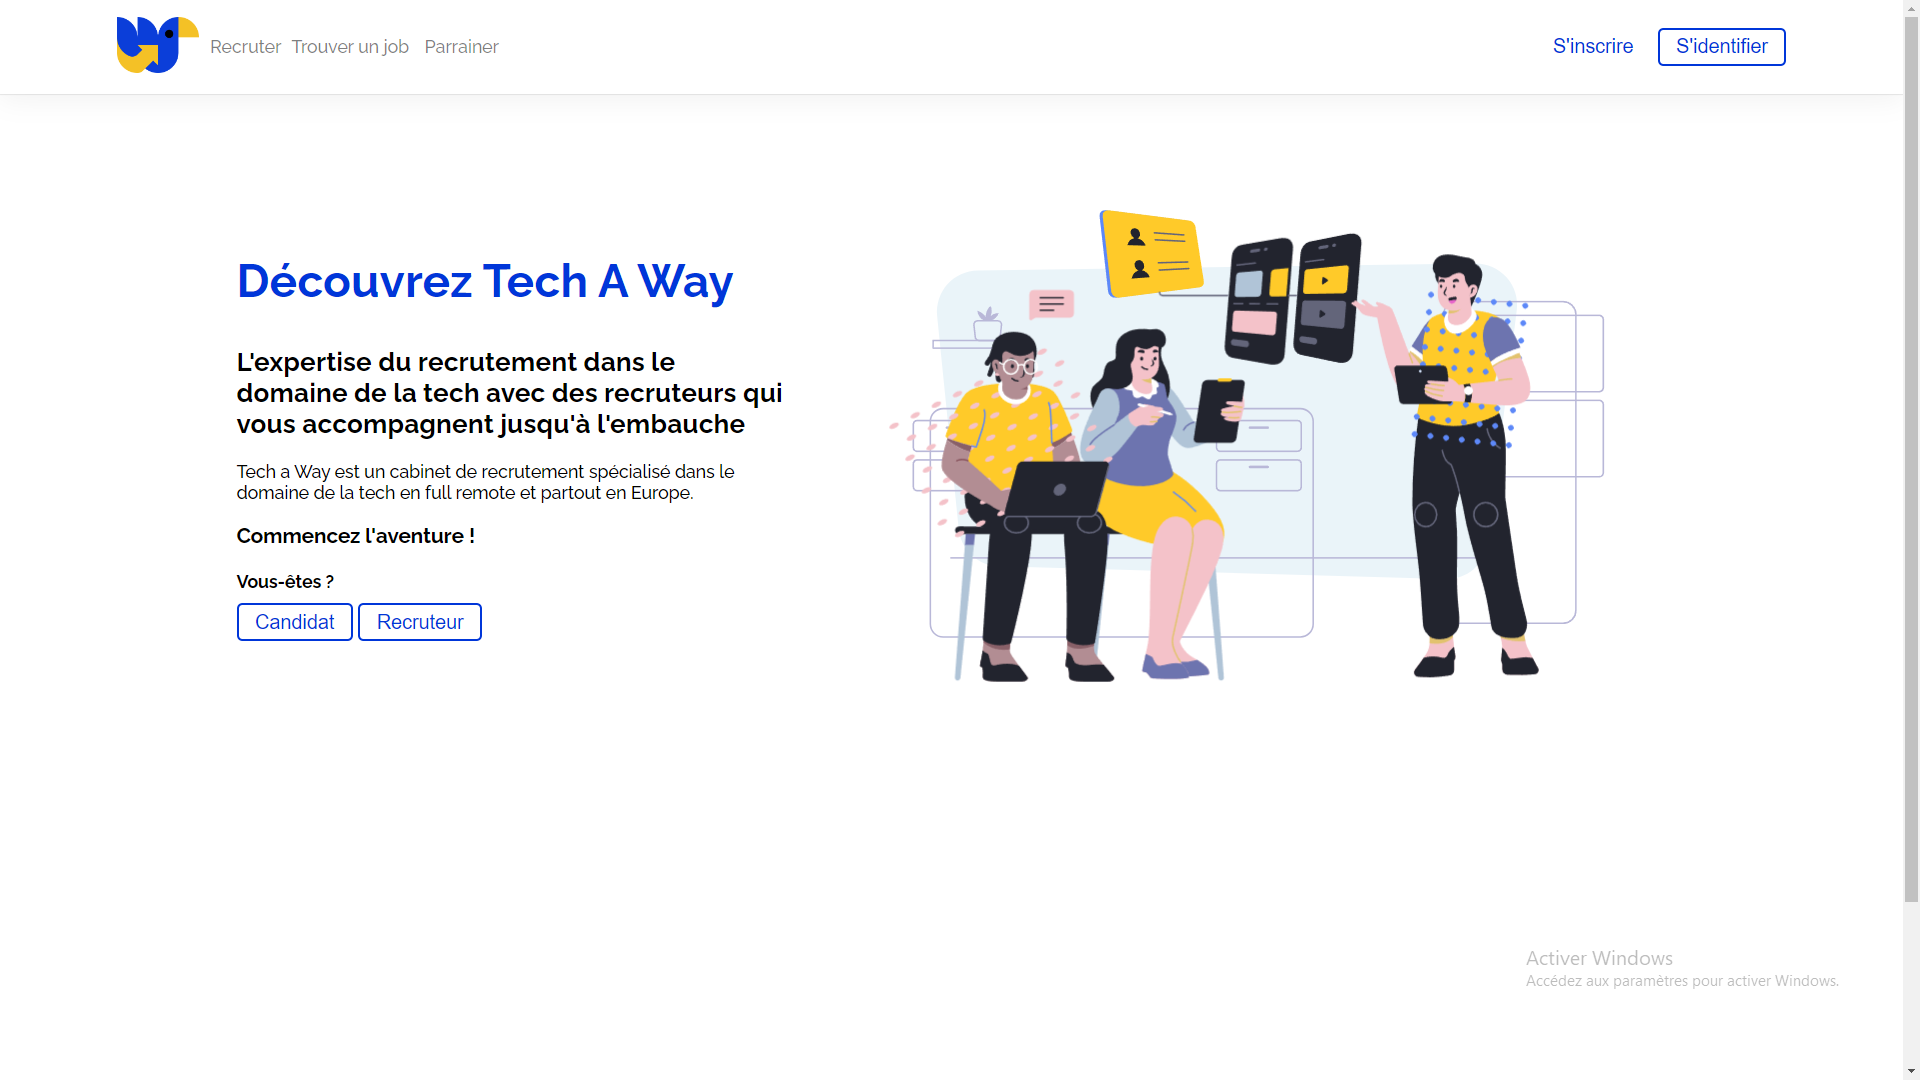 Recruter Trouver un job Parrainer S'inscrire S'identifier
Découvrez Tech A Way
L'expertise du recrutement dans le
domaine de la tech avec des recruteurs qui
vous accompagnent jusqu'à l'embauche
Tech a Way est un cabinet de recrutement spécialisé dans le
domaine de la tech en full remote et partout en Europe.
Commencez l'aventure !
Vous-êtes ?
Candidat Recruteur
Activer Windows
Accédez aux paramètres pour activer Windows.